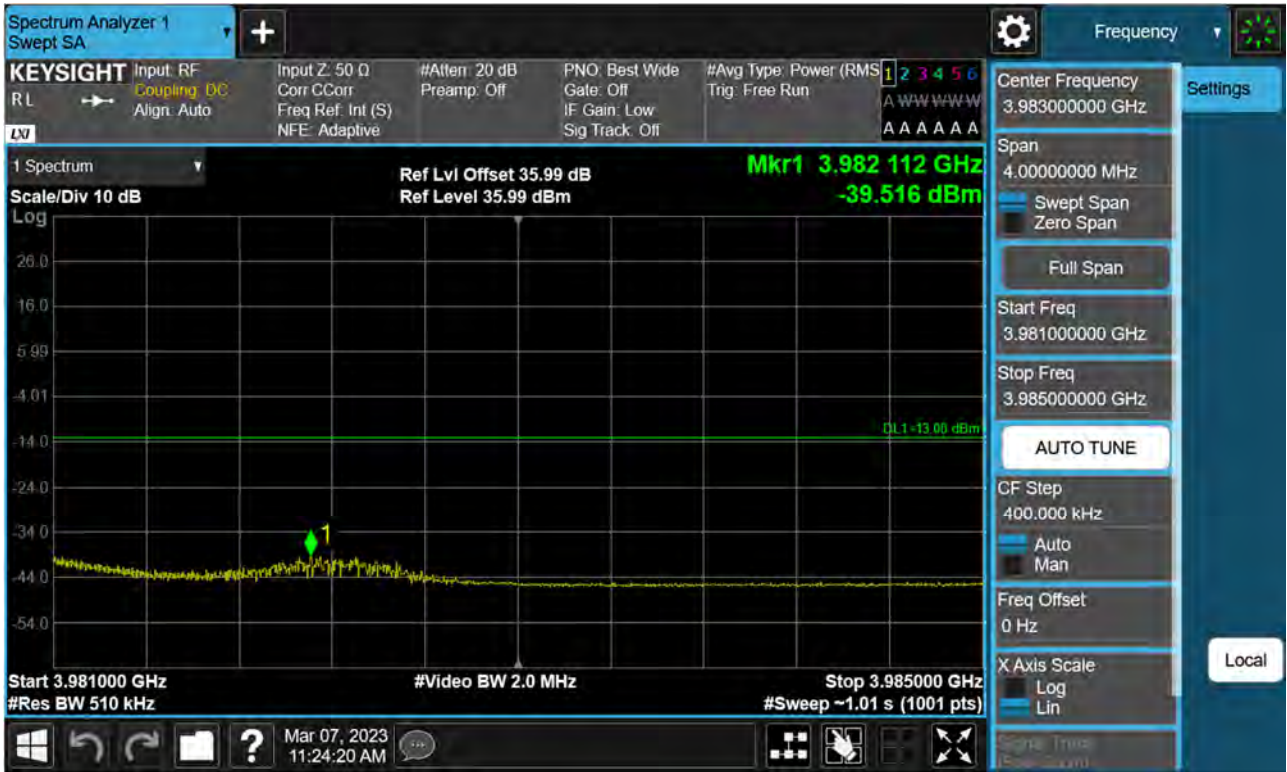 Spectrum Analyzer 1
Swept SA
+
Frequency
KEYSIGHT
RL
LXI
Input: RF
Coupling: DC
Align: Auto
Input Z: 50 Ω
Corr CCorr
Freq Ref: Int (S)
NFE: Adaptive
#Atten: 20 dB
Preamp: Off
PNO: Best Wide
Gate: Off
IF Gain: Low
Sig Track: Off
#Avg Type: Power (RMS
Trig: Free Run
1 2 3 4 5 6
A W W W W W
A A A A A A
1 Spectrum
Scale/Div 10 dB
Log
Ref Lvl Offset 35.99 dB
Ref Level 35.99 dBm
Mkr1 3.982 112 GHz
-39.516 dBm
26.0
16.0
5.99
-4.01
-14.0
-24.0
-34.0
-44.0
-54.0
DL1 -13.00 dBm
1
Start 3.981000 GHz
#Res BW 510 kHz
#Video BW 2.0 MHz
Stop 3.985000 GHz
#Sweep ~1.01 s (1001 pts)
Center Frequency
3.983000000 GHz
Span
4.00000000 MHz
Swept Span
Zero Span
Full Span
Start Freq
3.981000000 GHz
Stop Freq
3.985000000 GHz
AUTO TUNE
CF Step
400.000 kHz
Auto
Man
Freq Offset
0 Hz
X Axis Scale
Log
Lin
Settings
Local
?
Mar 07, 2023
11:24:20 AM